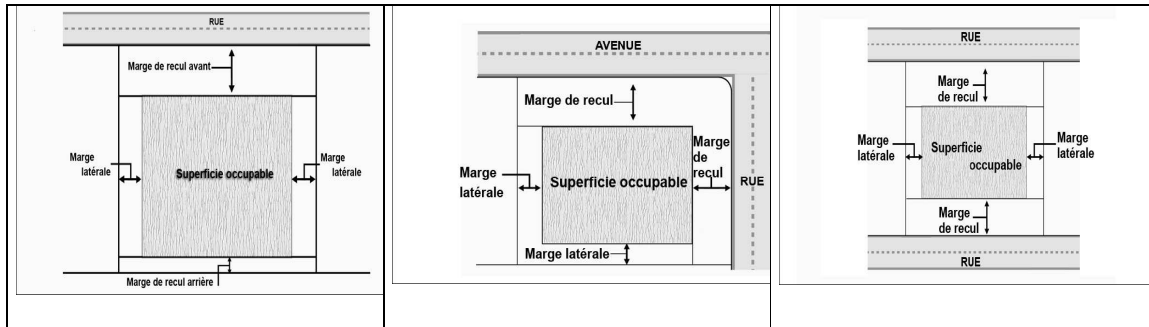 RUE
Marge de recul avant
Marge
latérale
Superficie occupable
Marge
latérale
Marge de recul arrière
AVENUE
Marge de recul
Marge
de
recul
Marge
latérale
Superficie occupable
RUE
Marge latérale
RUE
Marge
de recul
Marge
latérale
Superficie
occupable
Marge
latérale
Marge
de recul
RUE